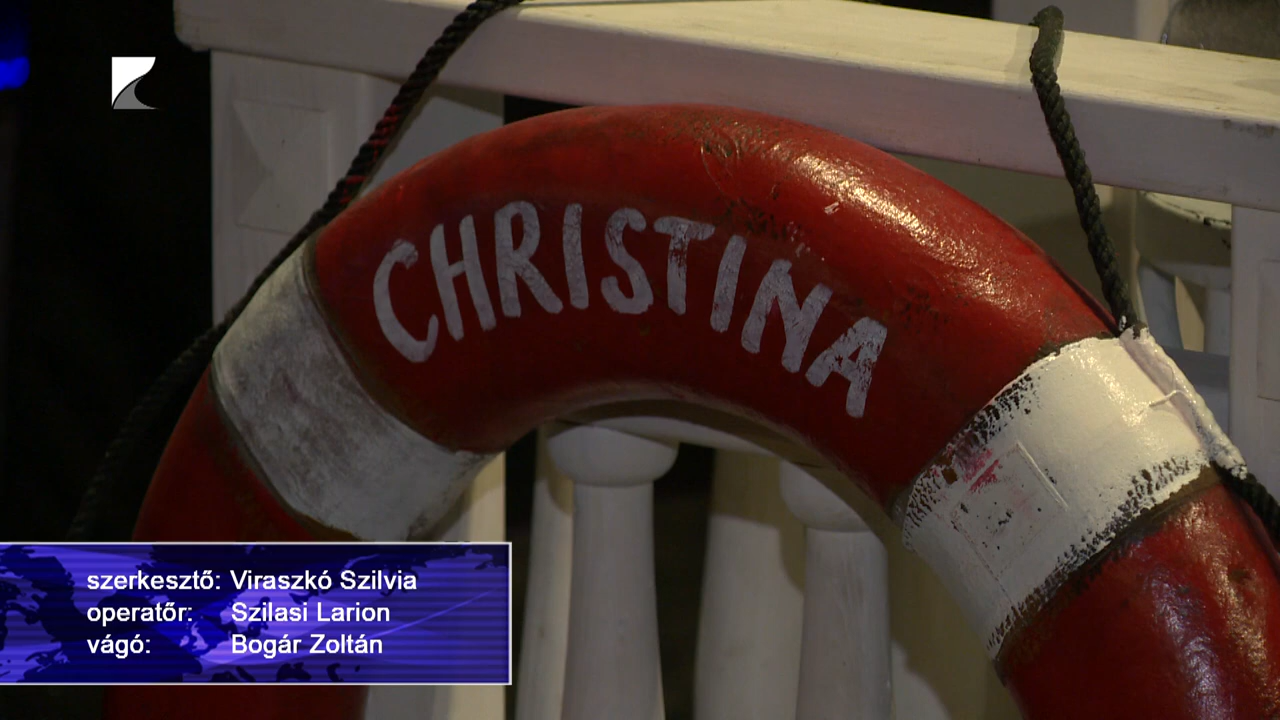 CHRISTINA
szerkesztő: Viraszkó Szilvia
operatőr: Szilasi Larion
vágó: Bogár Zoltán